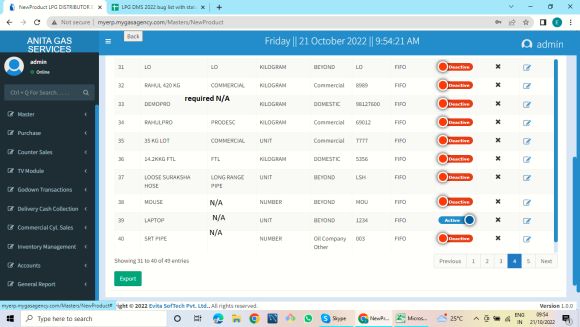 NewProduct LPG DISTRIBUTOR
LPG DMS 2022 bug list with ste
Not secure | myerp.mygasagency.com/Masters/NewProduct
Back
ANITA GAS SERVICES
Friday || 21 October 2022 || 9:54:21 AM
admin
admin
Online
Ctrl + Q For Search........
Master
Purchase
Counter Sales
TV Module
Godown Transactions
Delivery Cash Collection
Commercial Cyl. Sales
Inventory Management
Accounts
General Report
31 LO LO KILOGRAM BEYOND LO FIFO Deactive
32 RAHUL 420 KG COMMERCIAL KILOGRAM Commercial 8989 FIFO Deactive
required N/A
33 DEMOPRO KILOGRAM DOMESTIC 98127600 FIFO Deactive
34 RAHULPRO PRODESC KILOGRAM Commercial 69012 FIFO Deactive
35 35 KG LOT COMMERCIAL UNIT Commercial 7777 FIFO Deactive
36 14.2KKG FTL FTL KILOGRAM DOMESTIC 5356 FIFO Deactive
37 LOOSE SURAKSHA HOSE LONG RANGE PIPE UNIT BEYOND LSH FIFO Deactive
38 MOUSE N/A NUMBER BEYOND MOU FIFO Deactive
39 LAPTOP N/A UNIT BEYOND 1234 FIFO Active
40 SRT PIPE N/A NUMBER Oil Company Other 003 FIFO Deactive
Showing 31 to 40 of 49 entries
Previous 1 2 3 4 5 Next
Export
myerp.mygasagency.com/Masters/NewProduct#
ight © 2022 Evita SofTech Pvt. Ltd.. All rights reserved.
Version 1.0.0
Type here to search
Skype
NewPr...
Micros...
25°C
ENG
IN
09:54
21/10/2022